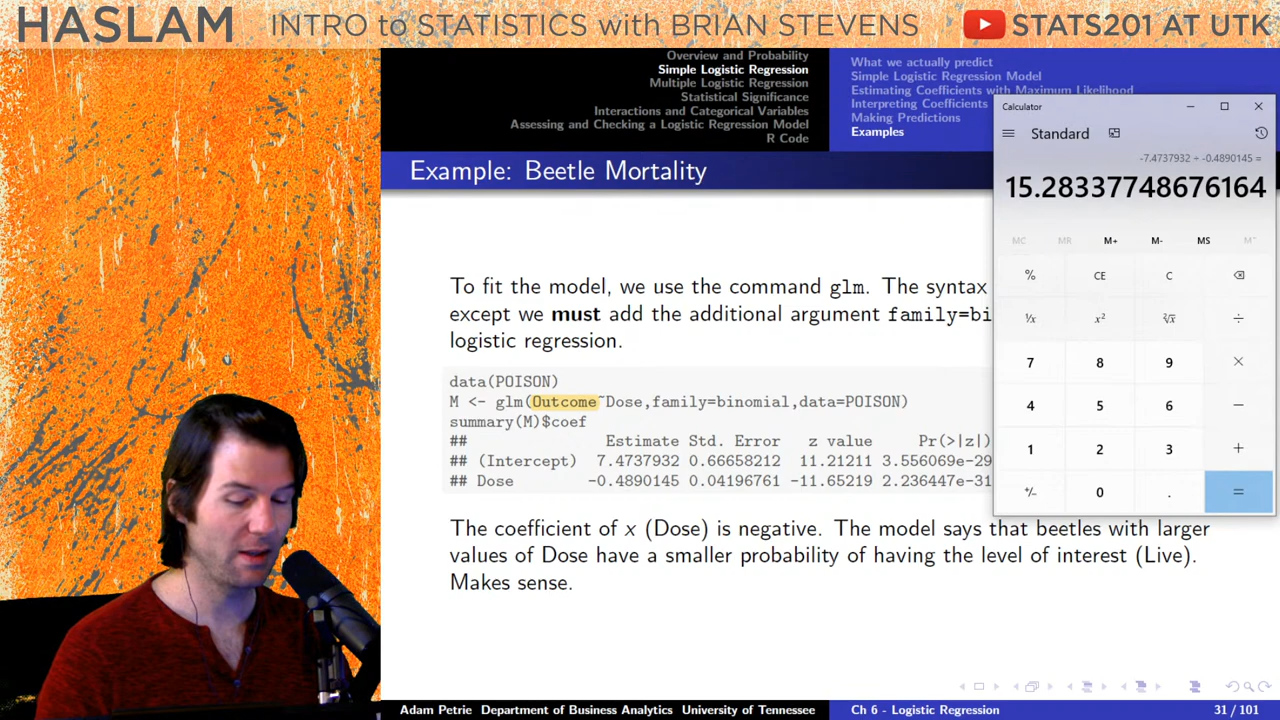 HASLAM INTRO to STATISTICS with BRIAN STEVENS STATS201 AT UTK
Overview and Probability
Simple Logistic Regression
Multiple Logistic Regression
Statistical Significance
Interactions and Categorical Variables
Assessing and Checking a Logistic Regression Model
R Code
What we actually predict
Simple Logistic Regression Model
Estimating Coefficients with Maximum Likelihood
Interpreting Coefficients
Making Predictions
Examples
Example: Beetle Mortality
To fit the model, we use the command glm. The syntax
except we must add the additional argument family=bi
logistic regression.
data(POISON)
M <- glm(Outcome~Dose,family=binomial,data=POISON)
summary(M)$coef
## Estimate Std. Error z value Pr(>|z|)
## (Intercept) 7.4737932 0.66658212 11.21211 3.556069e-29
## Dose -0.4890145 0.04196761 -11.65219 2.236447e-31
The coefficient of x (Dose) is negative. The model says that beetles with larger
values of Dose have a smaller probability of having the level of interest (Live).
Makes sense.
Calculator
Standard
-7.4737932 ÷ -0.4890145 =
15.28337748676164
MC MR M+ M- MS M˅
% CE C
⅟x x² ²√x ÷
7 8 9 ×
4 5 6 −
1 2 3 +
+/− 0 . =
Adam Petrie Department of Business Analytics University of Tennessee Ch 6 - Logistic Regression 31 / 101